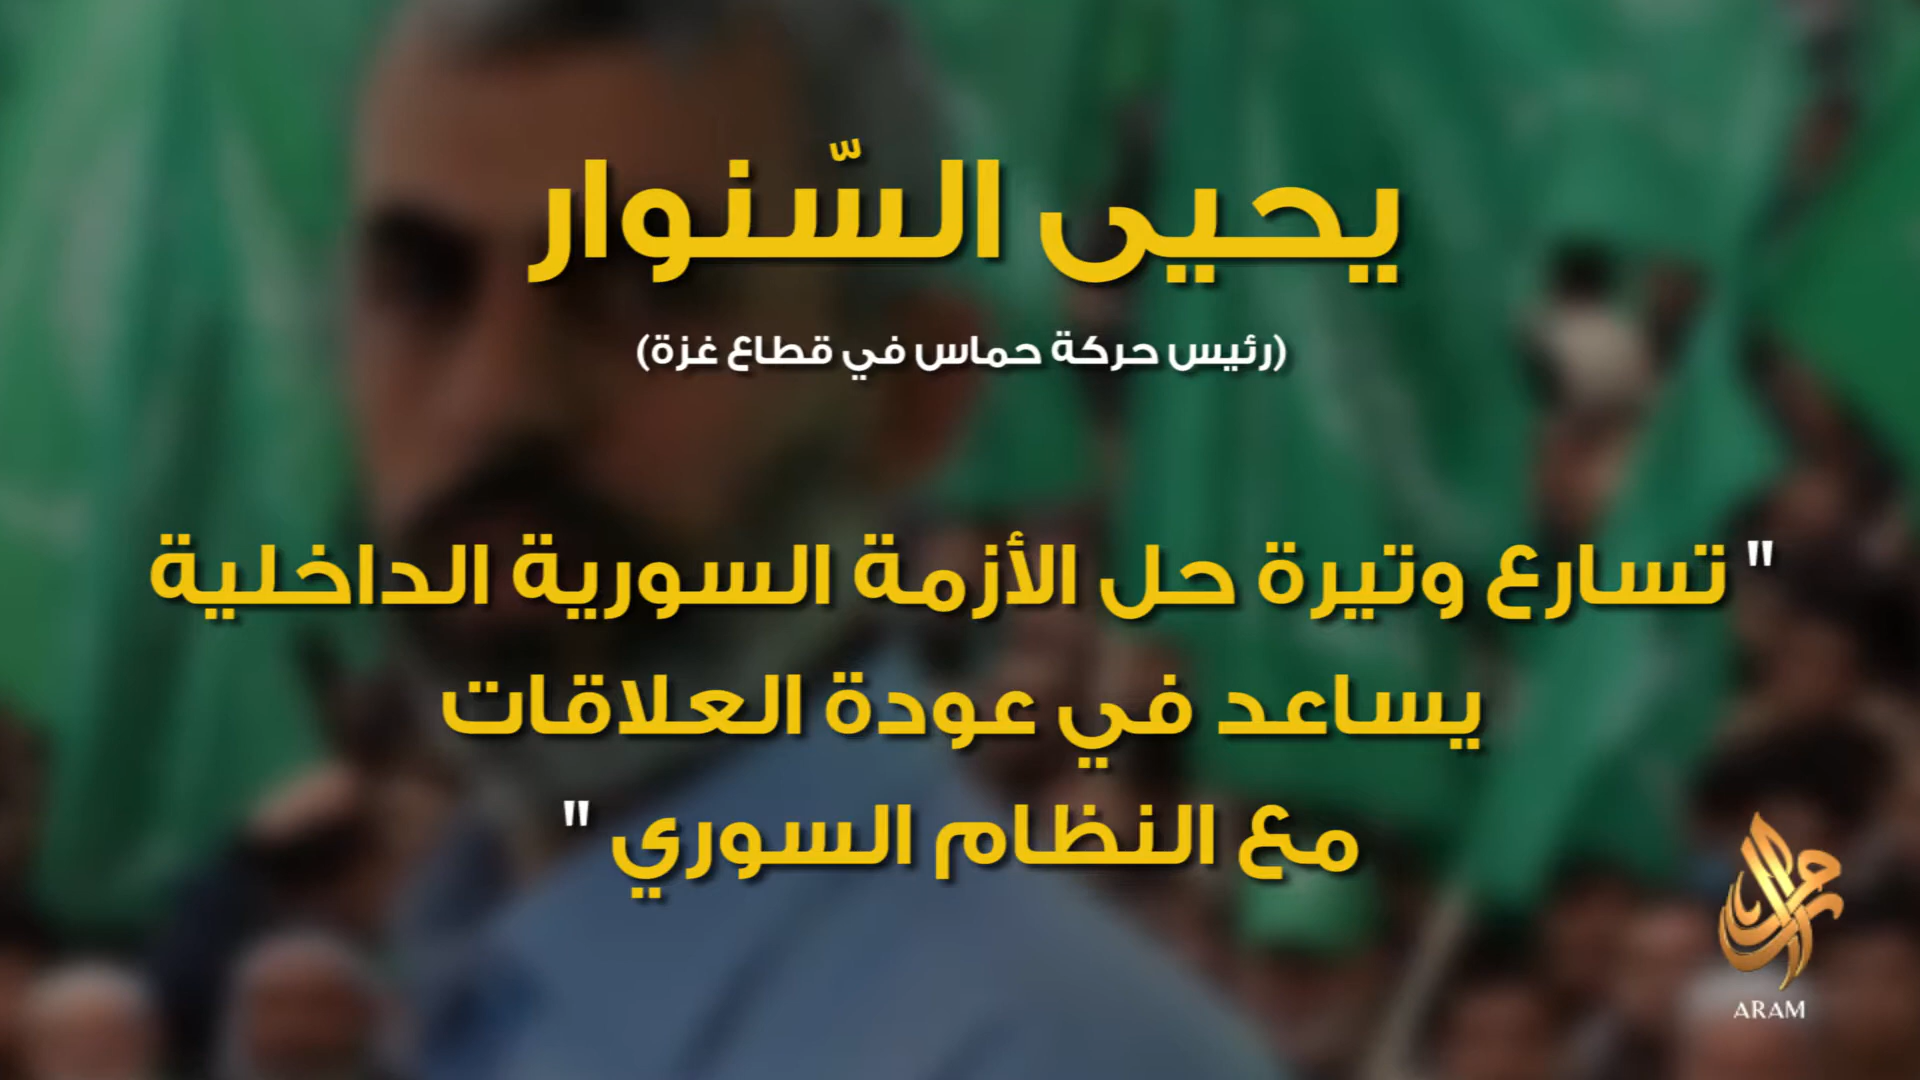 يحيى السّنوار
(رئيس حركة حماس في قطاع غزة)
" تسارع وتيرة حل الأزمة السورية الداخلية
يساعد في عودة العلاقات
مع النظام السوري "
ARAM